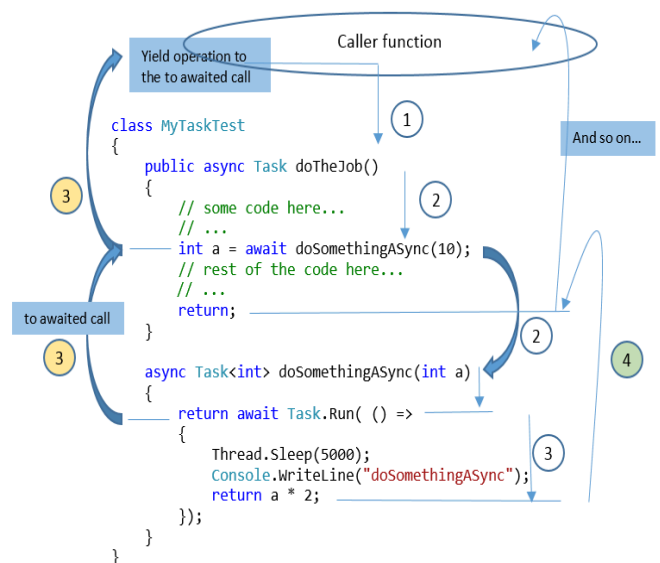 Caller function
Yield operation to
the to awaited call
1
class MyTaskTest
{
And so on...
public async Task doTheJob()
{
3
2
// some code here...
// ...
int a = await doSomethingASync(10);
// rest of the code here...
// ...
to awaited call
return;
}
2
3
4
async Task<int> doSomethingASync(int a)
{
return await Task.Run( () =>
{
3
Thread.Sleep(5000);
Console.WriteLine("doSomethingASync");
return a * 2;
});
}
}